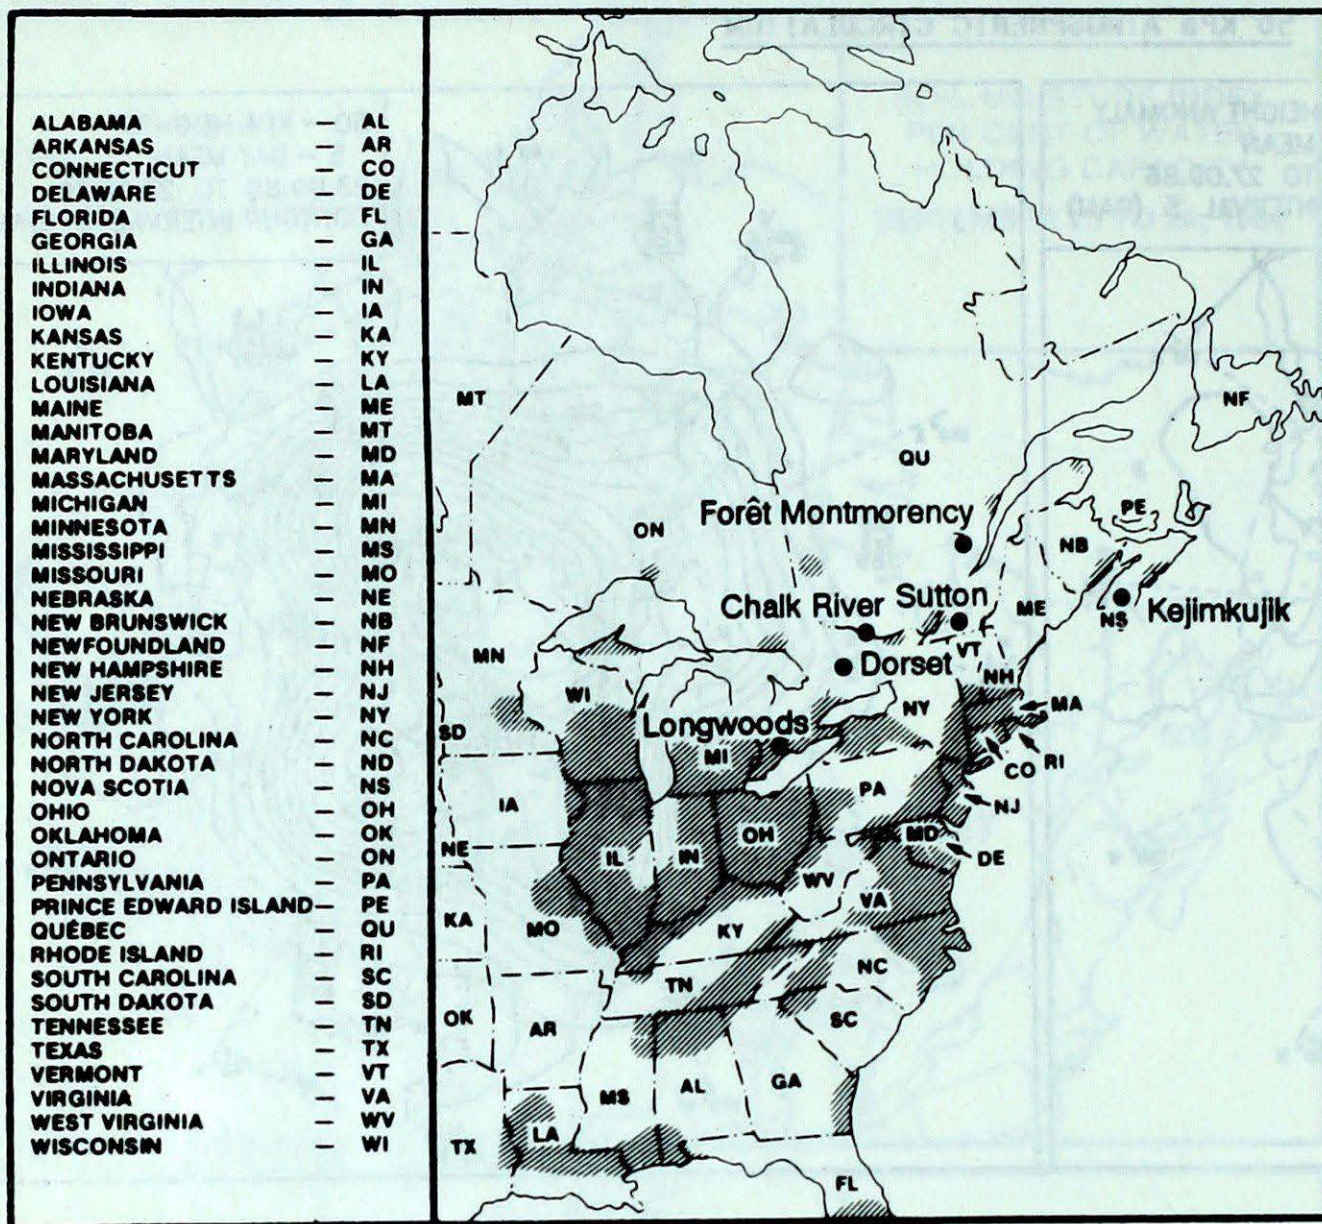 ALABAMA – AL
ARKANSAS – AR
CONNECTICUT – CO
DELAWARE – DE
FLORIDA – FL
GEORGIA – GA
ILLINOIS – IL
INDIANA – IN
IOWA – IA
KANSAS – KA
KENTUCKY – KY
LOUISIANA – LA
MAINE – ME
MANITOBA – MT
MARYLAND – MD
MASSACHUSETTS – MA
MICHIGAN – MI
MINNESOTA – MN
MISSISSIPPI – MS
MISSOURI – MO
NEBRASKA – NE
NEW BRUNSWICK – NB
NEWFOUNDLAND – NF
NEW HAMPSHIRE – NH
NEW JERSEY – NJ
NEW YORK – NY
NORTH CAROLINA – NC
NORTH DAKOTA – ND
NOVA SCOTIA – NS
OHIO – OH
OKLAHOMA – OK
ONTARIO – ON
PENNSYLVANIA – PA
PRINCE EDWARD ISLAND – PE
QUÉBEC – QU
RHODE ISLAND – RI
SOUTH CAROLINA – SC
SOUTH DAKOTA – SD
TENNESSEE – TN
TEXAS – TX
VERMONT – VT
VIRGINIA – VA
WEST VIRGINIA – WV
WISCONSIN – WI
MT
NF
QU
PE
Forêt Montmorency
ON
NB
Chalk River
Sutton
ME
NS
Kejimkujik
MN
VT
Dorset
NH
WI
NY
MA
SD
Longwoods
MI
CO
RI
IA
PA
NJ
NE
IL
IN
OH
MD
DE
WV
KA
MO
KY
VA
TN
NC
OK
AR
SC
MS
AL
GA
TX
LA
FL